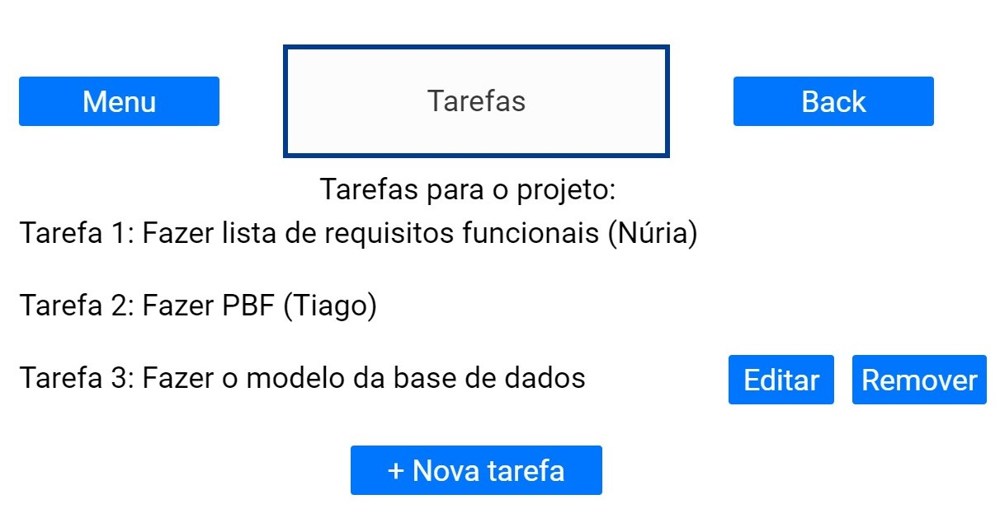 Menu
Tarefas
Back
Tarefas para o projeto:
Tarefa 1: Fazer lista de requisitos funcionais (Núria)
Tarefa 2: Fazer PBF (Tiago)
Tarefa 3: Fazer o modelo da base de dados
Editar
Remover
+ Nova tarefa